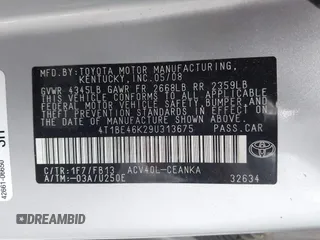 MFD. BY: TOYOTA MOTOR MANUFACTURING,
KENTUCKY, INC. 05/08
GVWR 4345LB GAWR FR 2668LB RR 2359LB
THIS VEHICLE CONFORMS TO ALL APPLICABLE
FEDERAL MOTOR VEHICLE SAFETY, BUMPER, AND
THEFT PREVENTION STANDARDS IN EFFECT ON
THE DATE OF MANUFACTURE SHOWN ABOVE.
4T1BE46K29U313675 PASS.CAR
C/TR: 1F7/FB13 ACV40L-CEANKA
A/TM: -03A/U250E 32634
TOYOTA
DREAMBID